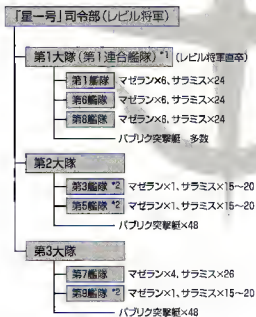 「星一号」司令部(レビル将軍)
第1大隊(第1連合艦隊)*1 (レビル将軍直卒)
第1艦隊 マゼラン×6、サラミス×24
第6艦隊 マゼラン×6、サラミス×24
第8艦隊 マゼラン×6、サラミス×24
パブリク突撃艇 多数
第2大隊
第3艦隊*2 マゼラン×1、サラミス×15~20
第5艦隊*2 マゼラン×1、サラミス×15~20
パブリク突撃艇×48
第3大隊
第7艦隊 マゼラン×4、サラミス×26
第9艦隊*2 マゼラン×1、サラミス×15~20
パブリク突撃艇×48